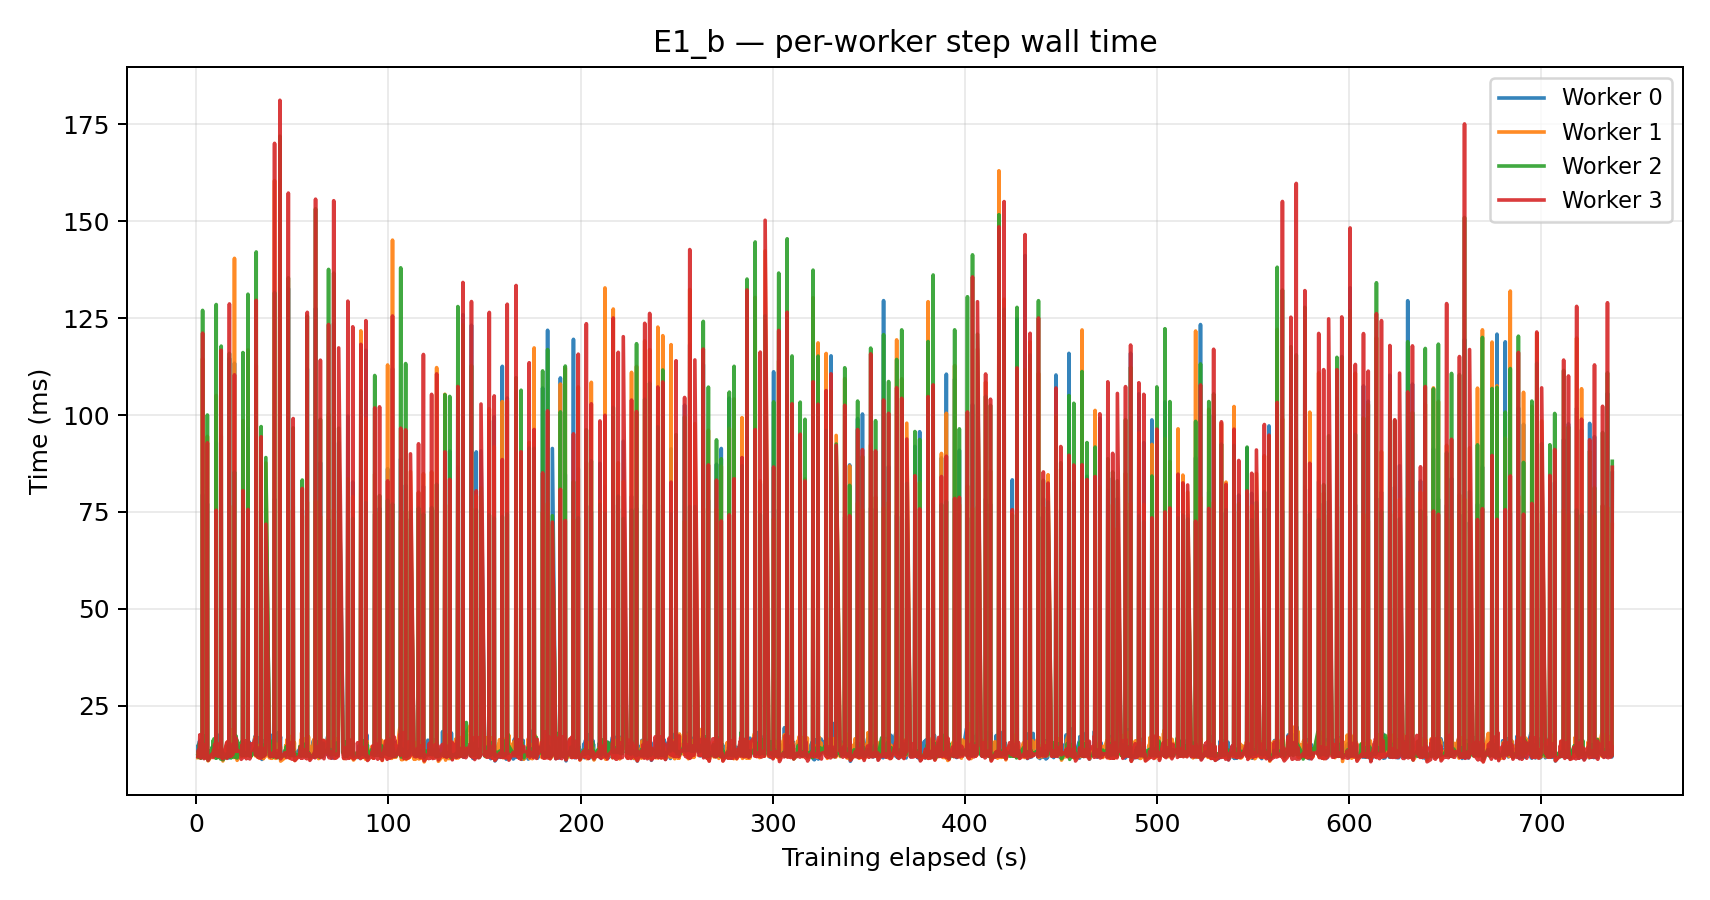 E1_b — per-worker step wall time
Time (ms)
175
150
125
100
75
50
25
0
100
200
300
400
500
600
700
Training elapsed (s)
Worker 0
Worker 1
Worker 2
Worker 3